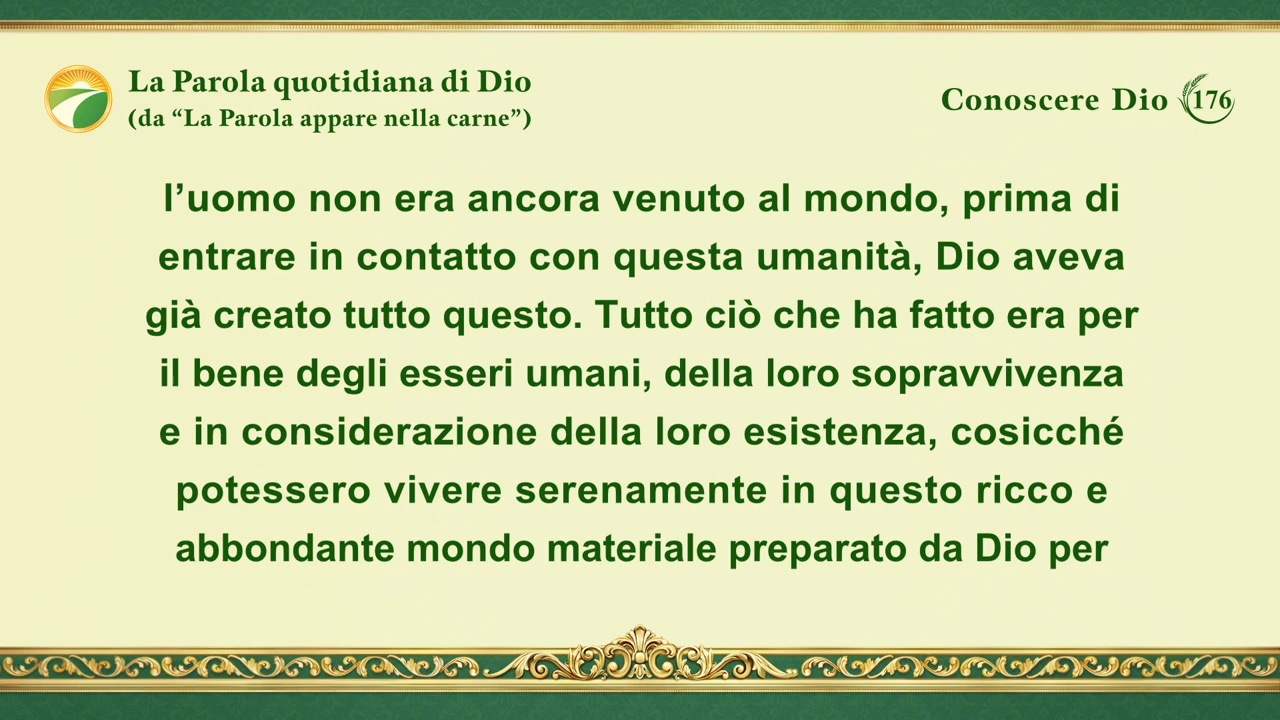 La Parola quotidiana di Dio
(da “La Parola appare nella carne”)
Conoscere Dio 176
l’uomo non era ancora venuto al mondo, prima di
entrare in contatto con questa umanità, Dio aveva
già creato tutto questo. Tutto ciò che ha fatto era per
il bene degli esseri umani, della loro sopravvivenza
e in considerazione della loro esistenza, cosicché
potessero vivere serenamente in questo ricco e
abbondante mondo materiale preparato da Dio per